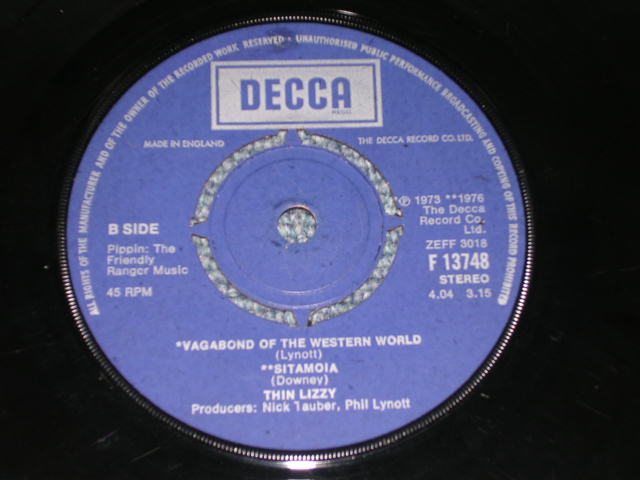 ALL RIGHTS OF THE MANUFACTURER AND OF THE OWNER OF THE RECORDED WORK RESERVED · UNAUTHORISED PUBLIC PERFORMANCE BROADCASTING AND COPYING OF THIS RECORD PROHIBITED
DECCA
MADE IN ENGLAND
THE DECCA RECORD CO. LTD.
B SIDE
Pippin: The
Friendly
Ranger Music
45 RPM
*℗ 1973 **1976
The Decca
Record Co.
Ltd.
ZEFF 3018
F 13748
STEREO
4.04 3.15
*VAGABOND OF THE WESTERN WORLD
(Lynott)
**SITAMOIA
(Downey)
THIN LIZZY
Producers: Nick Tauber, Phil Lynott